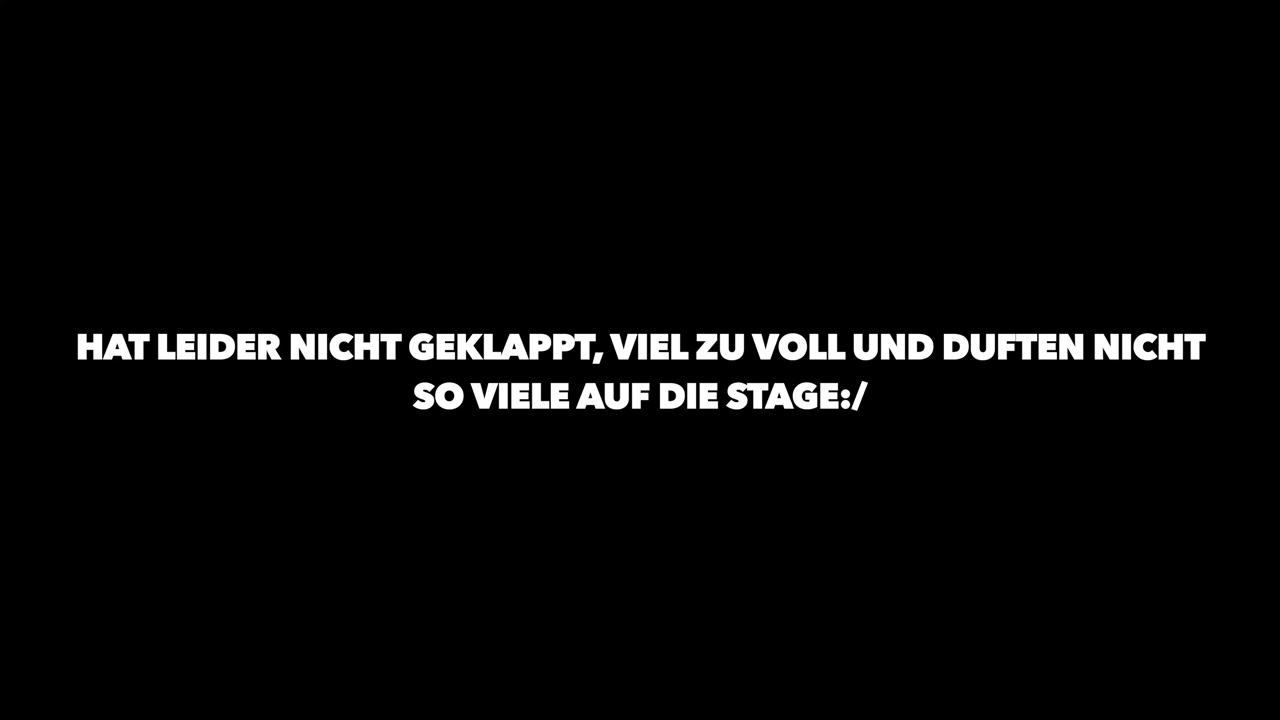 HAT LEIDER NICHT GEKLAPPT, VIEL ZU VOLL UND DUFTEN NICHT
SO VIELE AUF DIE STAGE:/